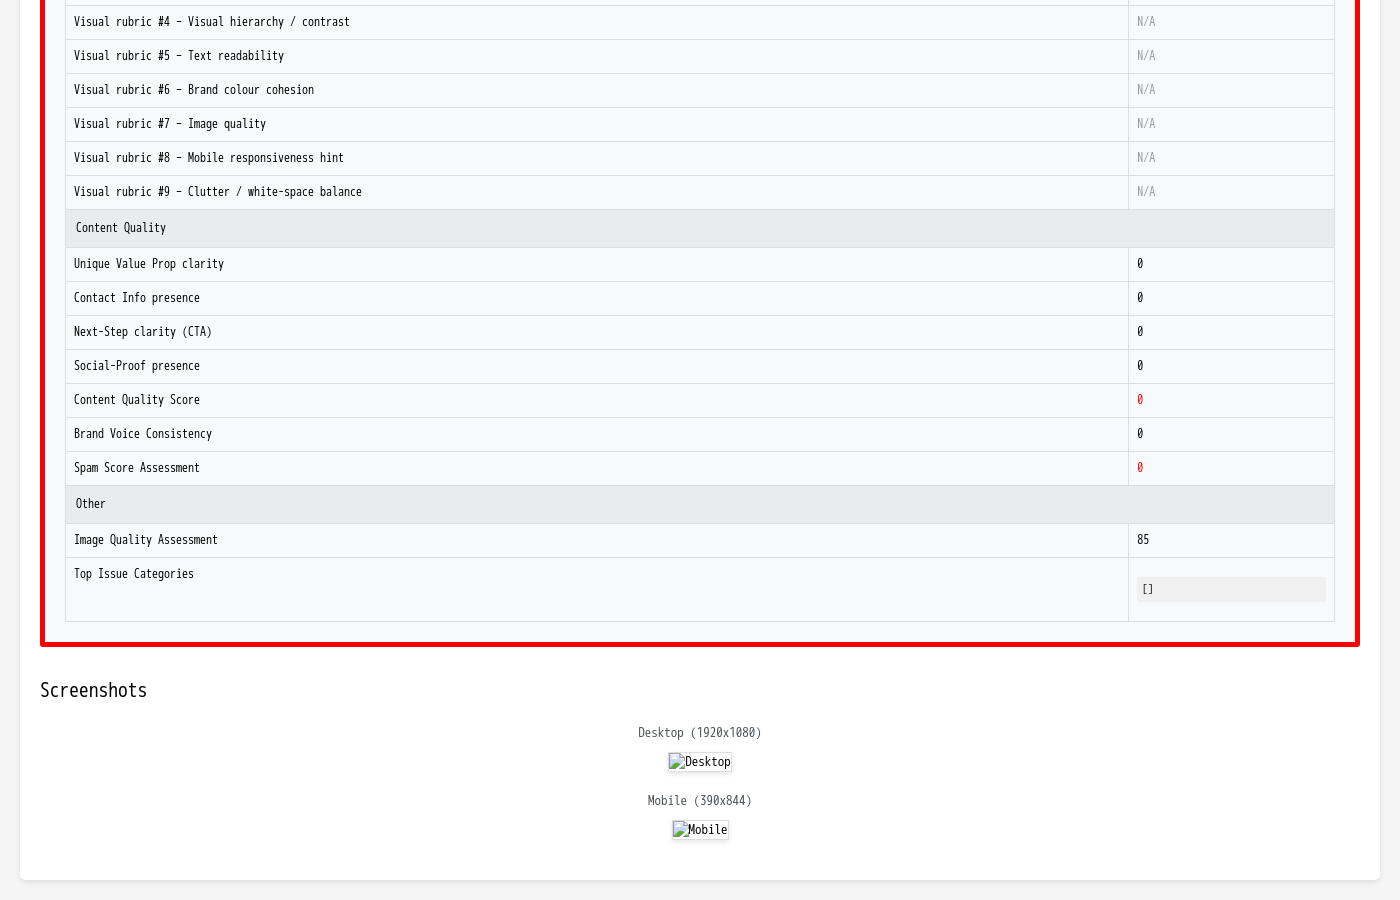 Visual rubric #4 – Visual hierarchy / contrast N/A
Visual rubric #5 – Text readability N/A
Visual rubric #6 – Brand colour cohesion N/A
Visual rubric #7 – Image quality N/A
Visual rubric #8 – Mobile responsiveness hint N/A
Visual rubric #9 – Clutter / white-space balance N/A
Content Quality
Unique Value Prop clarity 0
Contact Info presence 0
Next-Step clarity (CTA) 0
Social-Proof presence 0
Content Quality Score 0
Brand Voice Consistency 0
Spam Score Assessment 0
Other
Image Quality Assessment 85
Top Issue Categories []
Screenshots
Desktop (1920x1080)
Desktop
Mobile (390x844)
Mobile